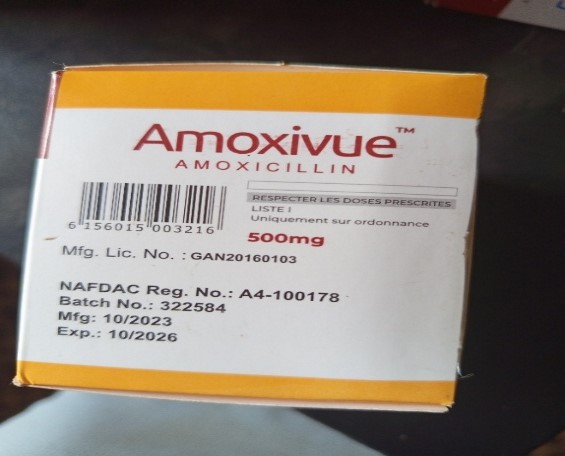 Amoxivue™
AMOXICILLIN
6 156015 003216
RESPECTER LES DOSES PRESCRITES
LISTE I
Uniquement sur ordonnance
500mg
Mfg. Lic. No. : GAN20160103
NAFDAC Reg. No.: A4-100178
Batch No.: 322584
Mfg: 10/2023
Exp.: 10/2026